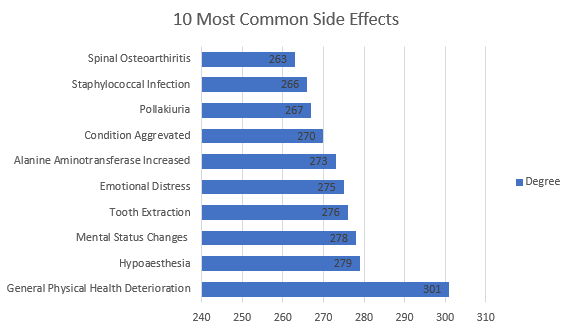 10 Most Common Side Effects
Spinal Osteoarthiritis 263
Staphylococcal Infection 266
Pollakiuria 267
Condition Aggrevated 270
Alanine Aminotransferase Increased 273
Emotional Distress 275
Degree
Tooth Extraction 276
Mental Status Changes 278
Hypoaesthesia 279
General Physical Health Deterioration 301
240 250 260 270 280 290 300 310